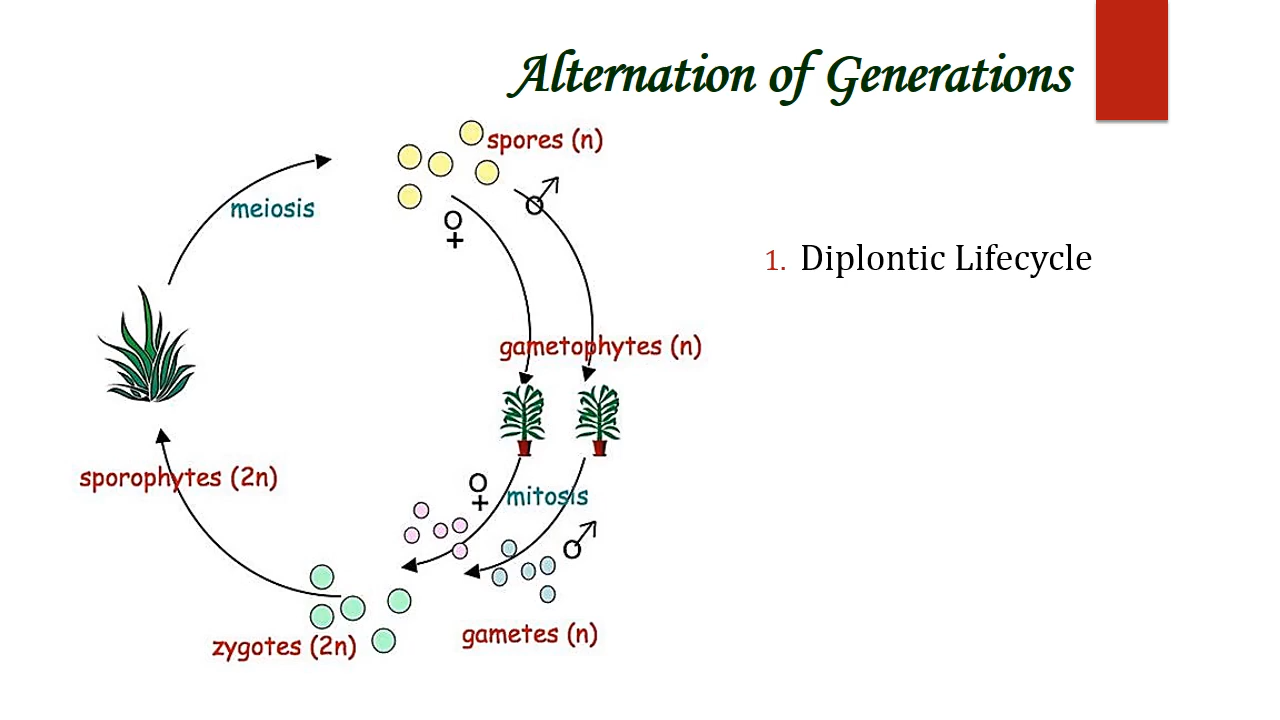 Alternation of Generations
spores (n)
meiosis
♂
♀
1. Diplontic Lifecycle
gametophytes (n)
sporophytes (2n)
♀
mitosis
♂
gametes (n)
zygotes (2n)